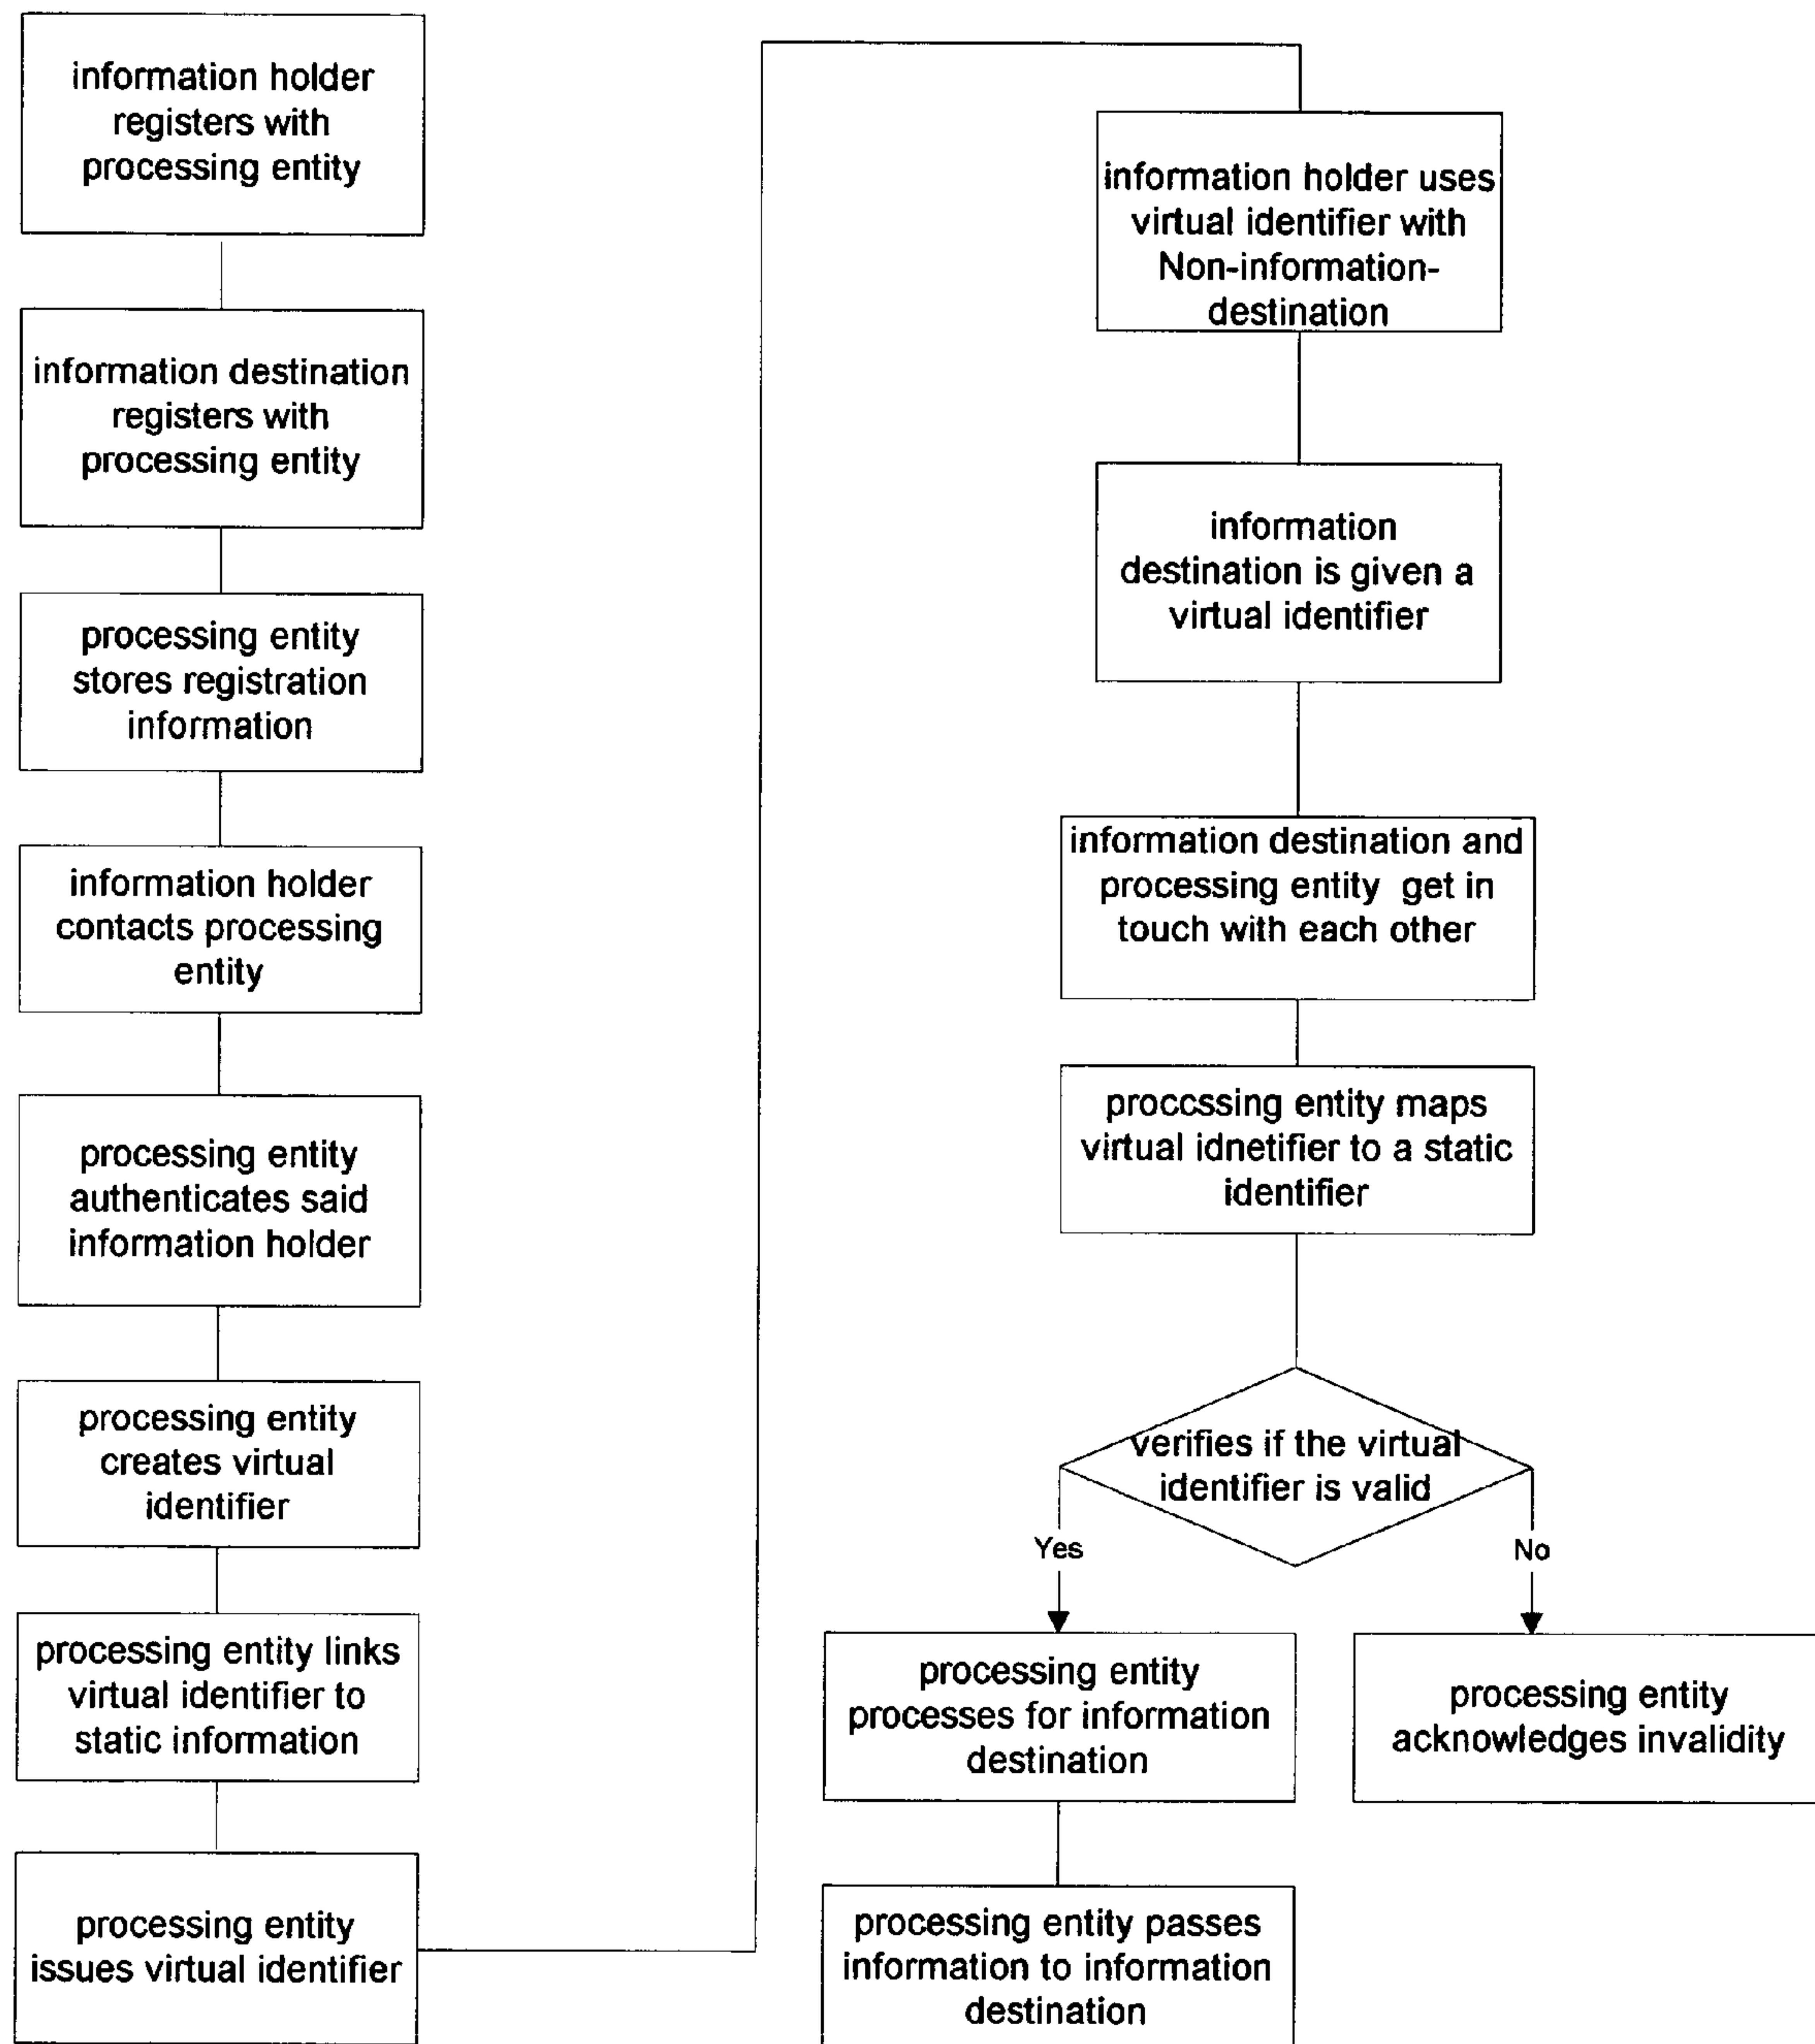 information holder
registers with
processing entity
information destination
registers with
processing entity
processing entity
stores registration
information
information holder
contacts processing
entity
processing entity
authenticates said
information holder
processing entity
creates virtual
identifier
processing entity links
virtual identifier to
static information
processing entity
issues virtual identifier
information holder uses
virtual identifier with
Non-information-
destination
information
destination is given a
virtual identifier
information destination and
processing entity get in
touch with each other
proccssing entity maps
virtual idnetifier to a static
identifier
verifies if the virtual
identifier is valid
Yes
No
processing entity
processes for information
destination
processing entity
acknowledges invalidity
processing entity passes
information to information
destination